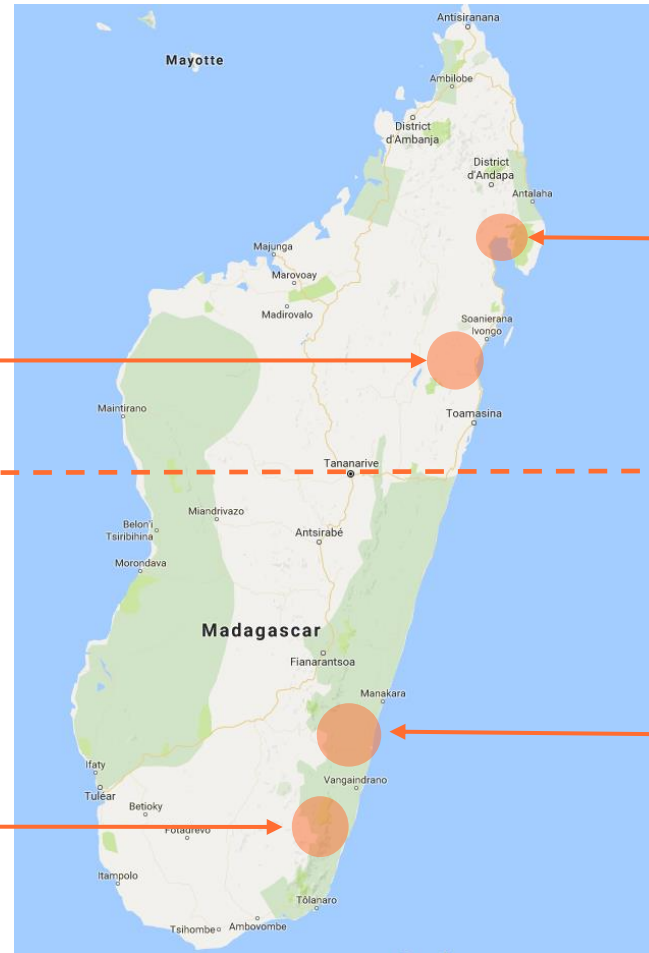 Antisiranana
Mayotte
Ambilobe
District
d'Ambanja
District
d'Andapa
Antalaha
Majunga
Marovoay
Madirovalo
Soanierana
Ivongo
Maintirano
Toamasina
Tananarive
Miandrivazo
Belon'i
Tsiribihina
Antsirabé
Morondava
Madagascar
Fianarantsoa
Manakara
Ifaty
Vangaindrano
Tuléar
Betioky
Fotadrevo
Itampolo
Tôlanaro
Tsihombe
Ambovombe